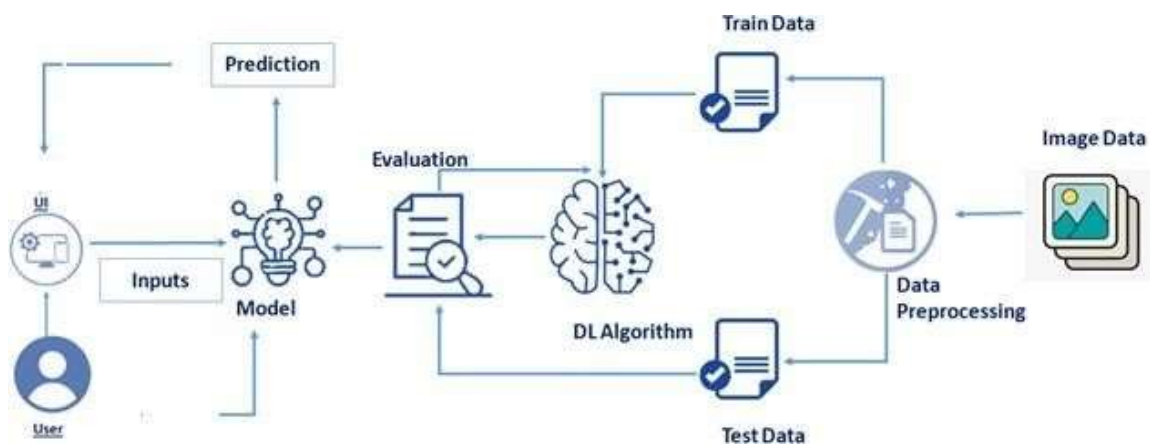 Train Data
Prediction
Image Data
Evaluation
UI
Inputs
Model
Data
Preprocessing
DL Algorithm
User
Test Data